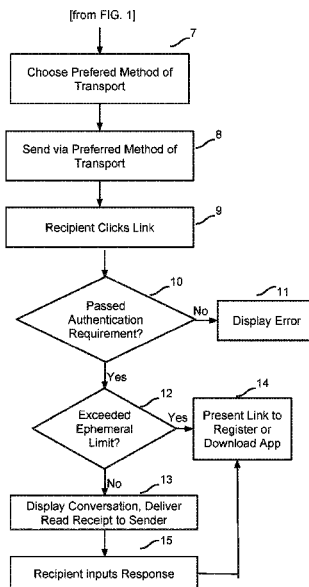 [from FIG. 1]
7
Choose Prefered Method of
Transport
8
Send via Preferred Method of
Transport
9
Recipient Clicks Link
10
Passed
Authentication
Requirement?
No
11
Display Error
Yes
12
Exceeded
Ephemeral
Limit?
Yes
14
Present Link to
Register or
Download App
No
13
Display Conversation, Deliver
Read Receipt to Sender
15
Recipient inputs Response